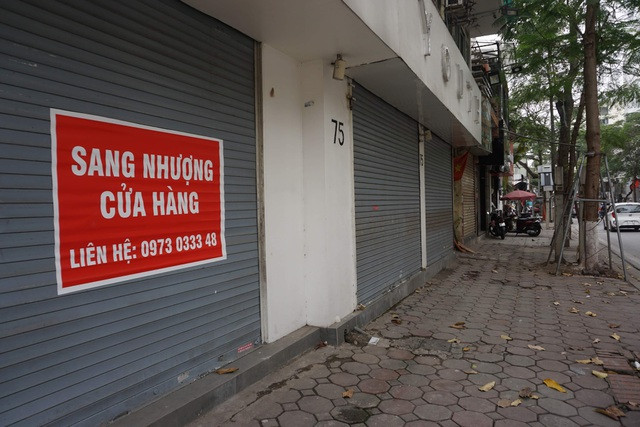 SANG NHƯỢNG
CỬA HÀNG
LIÊN HỆ: 0973 0333 48
75